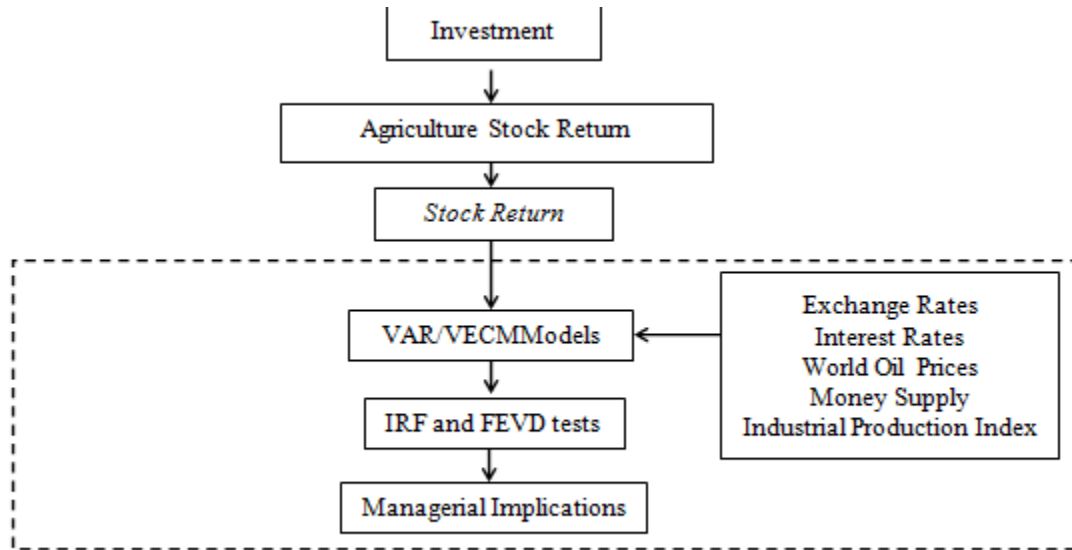 Investment
Agriculture Stock Return
Stock Return
VAR/VECMModels
Exchange Rates
Interest Rates
World Oil Prices
Money Supply
Industrial Production Index
IRF and FEVD tests
Managerial Implications